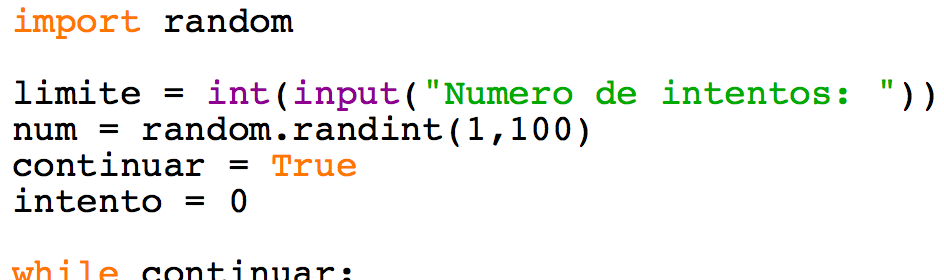 import random
limite = int(input("Numero de intentos: "))
num = random.randint(1,100)
continuar = True
intento = 0
while continuar: